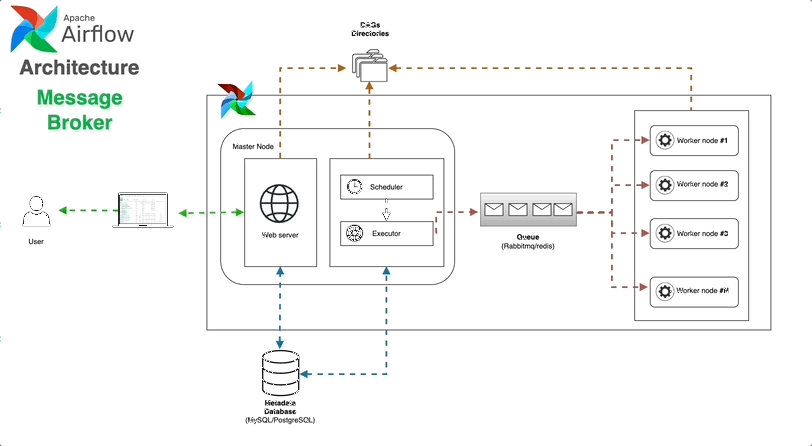 Apache
Airflow
Architecture
Message
Broker
DAGs
Directories
Master Node
Web server
Scheduler
Executor
Queue
(Rabbitmq/redis)
Worker node #1
Worker node #2
Worker node #3
Worker node #N
User
Metadata
Database
(MySQL/PostgreSQL)